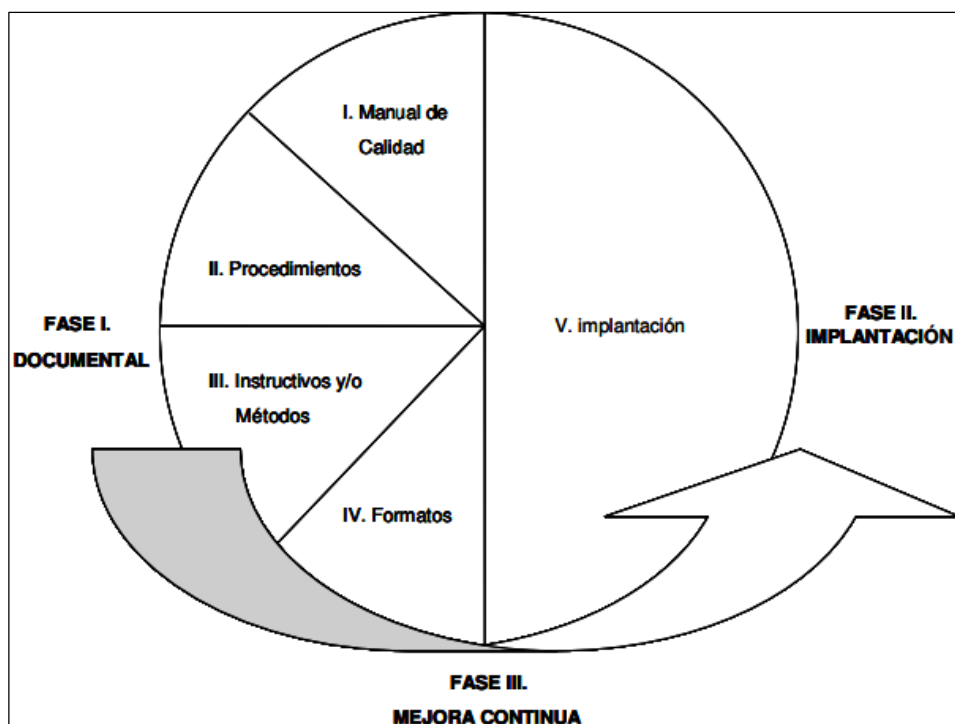 I. Manual de
Calidad
II. Procedimientos
FASE I.
DOCUMENTAL
V. implantación
FASE II.
IMPLANTACIÓN
III. Instructivos y/o
Métodos
IV. Formatos
FASE III.
MEJORA CONTINUA